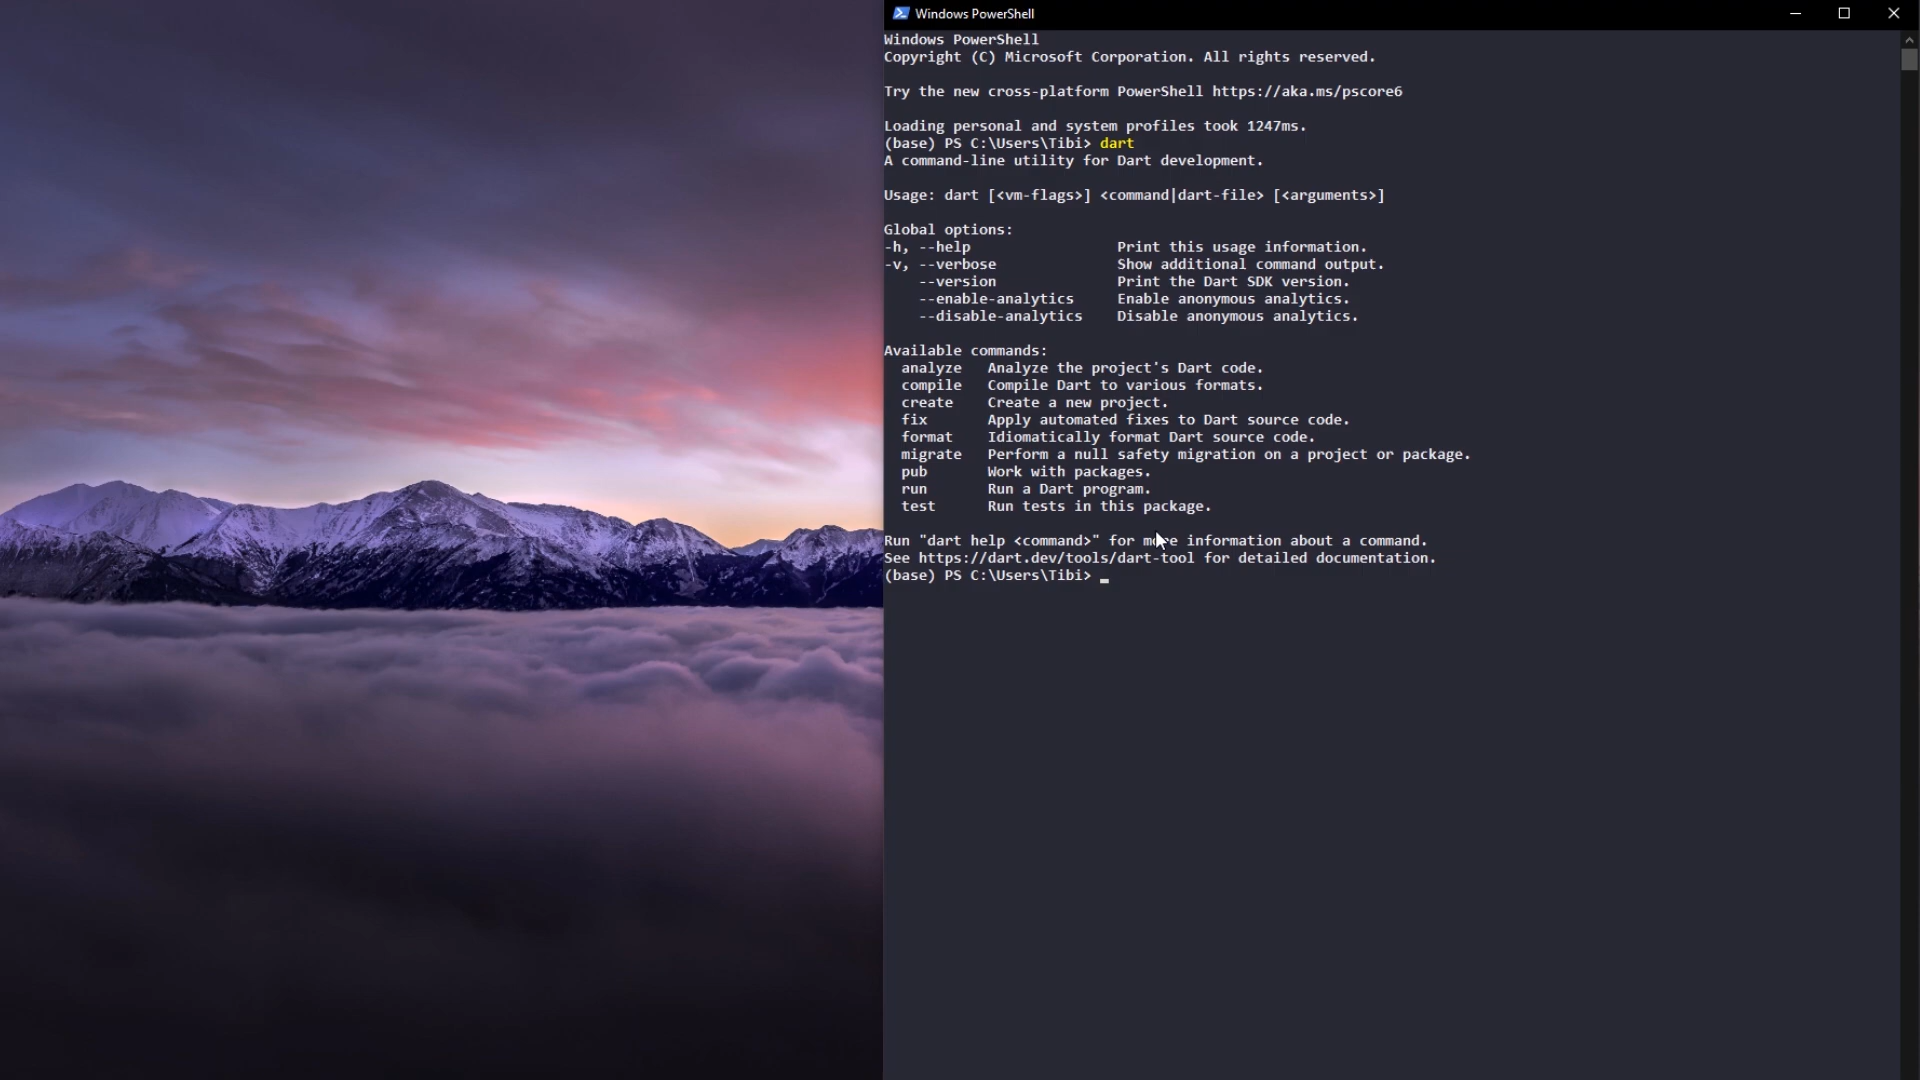 Windows PowerShell
Windows PowerShell
Copyright (C) Microsoft Corporation. All rights reserved.
Try the new cross-platform PowerShell https://aka.ms/pscore6
Loading personal and system profiles took 1247ms.
(base) PS C:\Users\Tibi> dart
A command-line utility for Dart development.
Usage: dart [<vm-flags>] <command|dart-file> [<arguments>]
Global options:
-h, --help                 Print this usage information.
-v, --verbose              Show additional command output.
    --version              Print the Dart SDK version.
    --enable-analytics     Enable anonymous analytics.
    --disable-analytics    Disable anonymous analytics.
Available commands:
  analyze   Analyze the project's Dart code.
  compile   Compile Dart to various formats.
  create    Create a new project.
  fix       Apply automated fixes to Dart source code.
  format    Idiomatically format Dart source code.
  migrate   Perform a null safety migration on a project or package.
  pub       Work with packages.
  run       Run a Dart program.
  test      Run tests in this package.
Run "dart help <command>" for more information about a command.
See https://dart.dev/tools/dart-tool for detailed documentation.
(base) PS C:\Users\Tibi> _